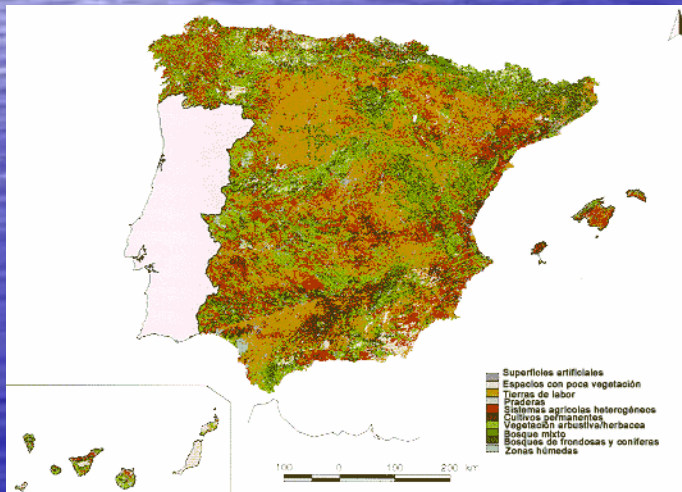 Superficies artificiales
Espacios con poca vegetación
Tierras de labor
Praderas
Sistemas agrícolas heterogéneos
Cultivos permanentes
Vegetación arbustiva/herbacea
Bosque mixto
Bosques de frondosas y coníferas
Zonas húmedas
100 0 100 200 km